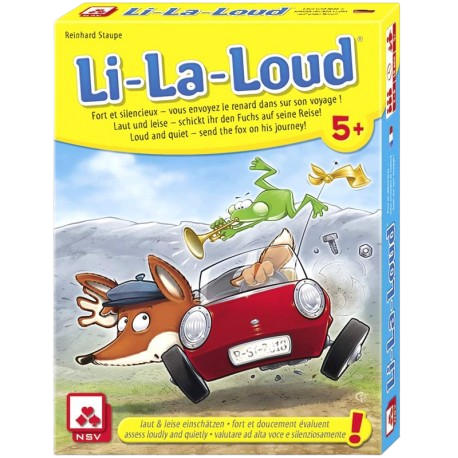 Reinhard Staupe
Li-La-Loud®
Fort et silencieux – vous envoyez le renard dans sur son voyage !
Laut und leise – schickt ihr den Fuchs auf seine Reise!
Loud and quiet – send the fox on his journey!
5+
R-S-2018
NSV
laut & leise einschätzen • fort et doucement évaluent
assess loudly and quietly • valutare ad alta voce e silenziosamente
!
Li-La-Loud